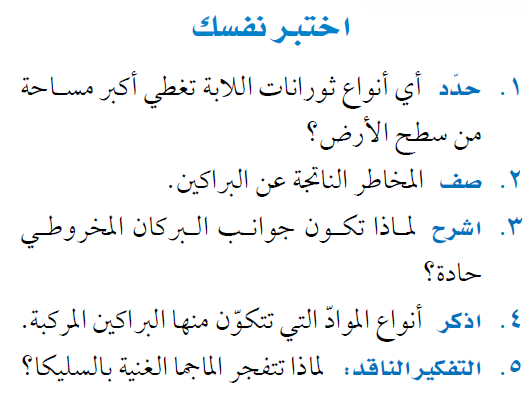 اختبر نفسك
١. حدّد أي أنواع ثورانات اللابة تغطي أكبر مساحة
من سطح الأرض؟
٢. صف المخاطر الناتجة عن البراكين.
٣. اشرح لماذا تكون جوانب البركان المخروطي
حادة؟
٤. اذكر أنواع الموادّ التي تتكوّن منها البراكين المركبة.
٥. التفكير الناقد: لماذا تتفجر الماجما الغنية بالسليكا؟